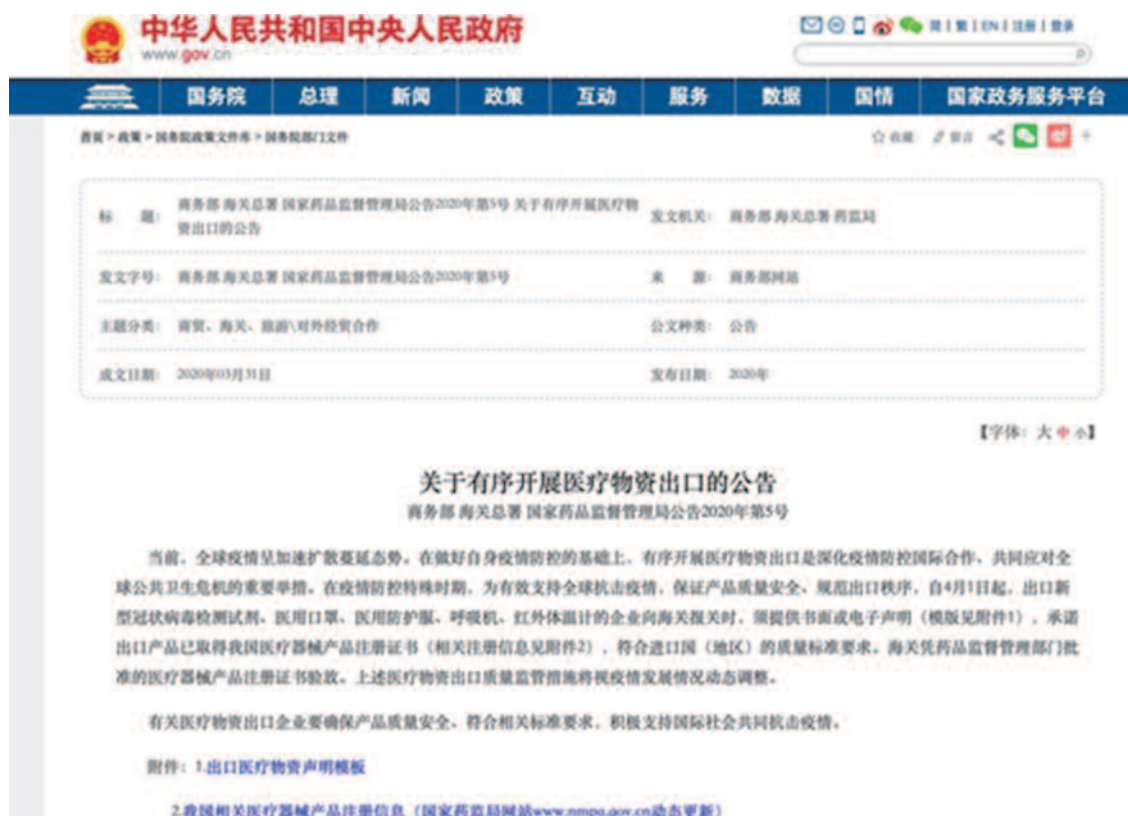 中华人民共和国中央人民政府
www.gov.cn
简 | 繁 | EN | 注册 | 登录
国务院 总理 新闻 政策 互动 服务 数据 国情 国家政务服务平台
首页 > 政策 > 国务院政策文件库 > 国务院部门文件
收藏 留言
标 题: 商务部 海关总署 国家药品监督管理局公告2020年第5号 关于有序开展医疗物
资出口的公告
发文机关: 商务部 海关总署 药监局
发文字号: 商务部 海关总署 国家药品监督管理局公告2020年第5号
来 源: 商务部网站
主题分类: 商贸、海关、旅游\对外经贸合作
公文种类: 公告
成文日期: 2020年03月31日
发布日期: 2020年
【字体: 大 中 小】
关于有序开展医疗物资出口的公告
商务部 海关总署 国家药品监督管理局公告2020年第5号
当前，全球疫情呈加速扩散蔓延态势。在做好自身疫情防控的基础上，有序开展医疗物资出口是深化疫情防控国际合作、共同应对全
球公共卫生危机的重要举措。在疫情防控特殊时期，为有效支持全球抗击疫情，保证产品质量安全、规范出口秩序，自4月1日起，出口新
型冠状病毒检测试剂、医用口罩、医用防护服、呼吸机、红外体温计的企业向海关报关时，须提供书面或电子声明（模版见附件1），承诺
出口产品已取得我国医疗器械产品注册证书（相关注册信息见附件2），符合进口国（地区）的质量标准要求。海关凭药品监督管理部门批
准的医疗器械产品注册证书验放。上述医疗物资出口质量监管措施将视疫情发展情况动态调整。
有关医疗物资出口企业要确保产品质量安全、符合相关标准要求，积极支持国际社会共同抗击疫情。
附件: 1.出口医疗物资声明模板
2.我国相关医疗器械产品注册信息（国家药监局网站www.nmpa.gov.cn动态更新）